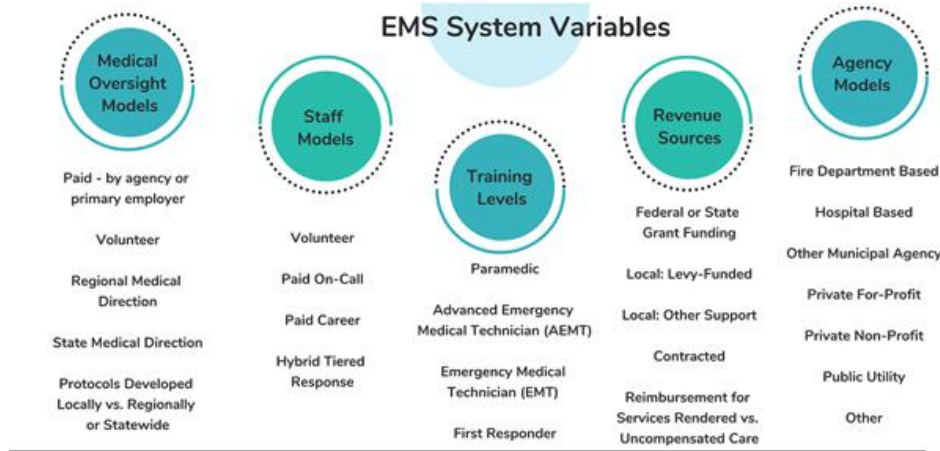 EMS System Variables
Medical
Oversight
Models
Paid - by agency or
primary employer
Volunteer
Regional Medical
Direction
State Medical Direction
Protocols Developed
Locally vs. Regionally
or Statewide
Staff
Models
Volunteer
Paid On-Call
Paid Career
Hybrid Tiered
Response
Training
Levels
Paramedic
Advanced Emergency
Medical Technician (AEMT)
Emergency Medical
Technician (EMT)
First Responder
Revenue
Sources
Federal or State
Grant Funding
Local: Levy-Funded
Local: Other Support
Contracted
Reimbursement for
Services Rendered vs.
Uncompensated Care
Agency
Models
Fire Department Based
Hospital Based
Other Municipal Agency
Private For-Profit
Private Non-Profit
Public Utility
Other